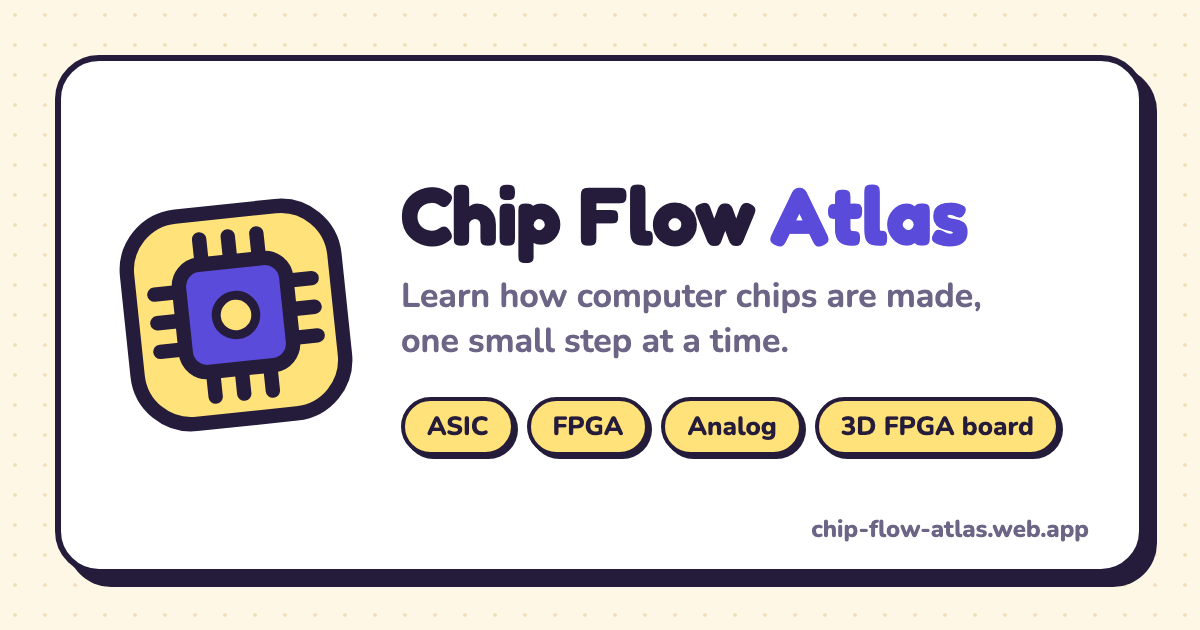 Chip Flow Atlas
Learn how computer chips are made,
one small step at a time.
ASIC FPGA Analog 3D FPGA board
chip-flow-atlas.web.app